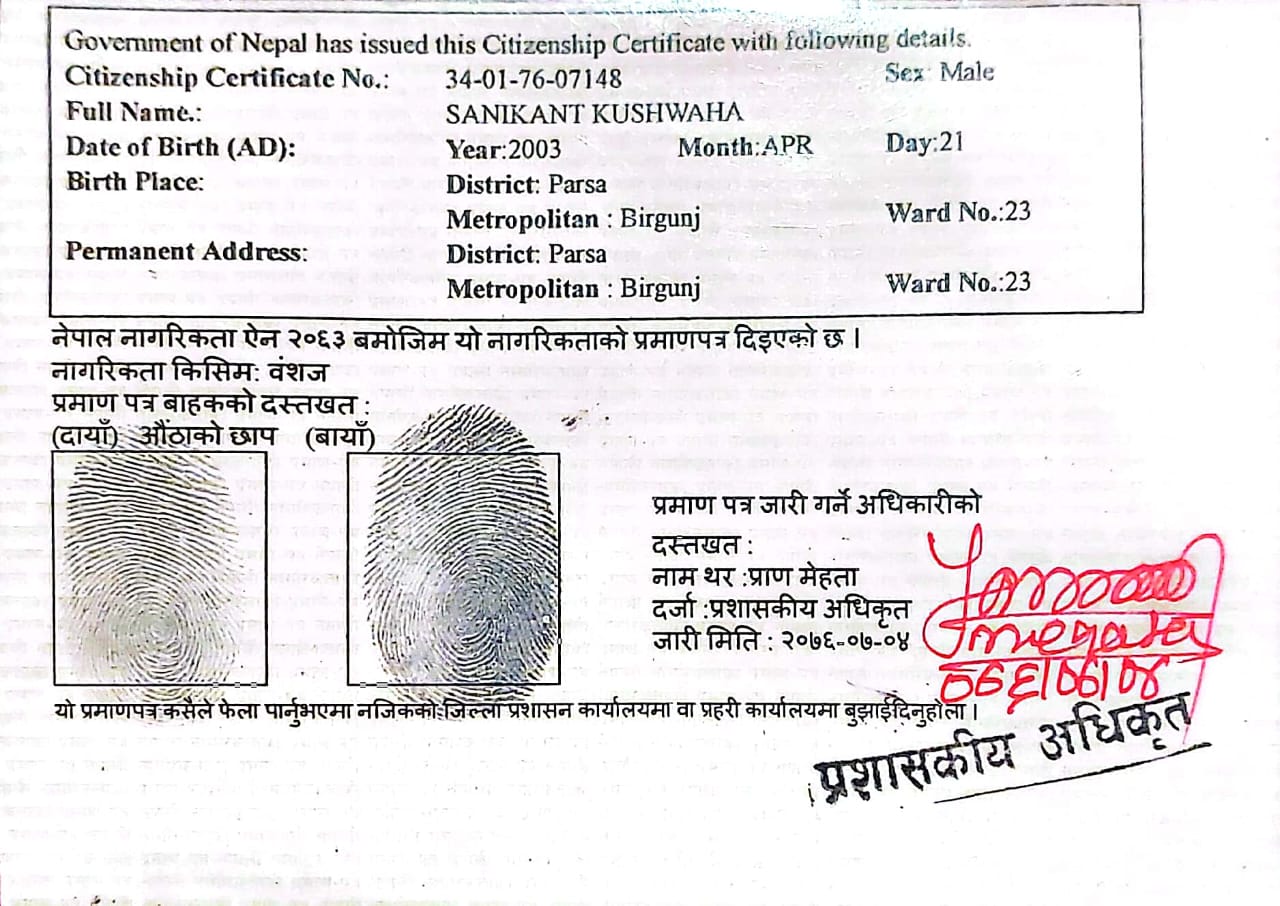 Government of Nepal has issued this Citizenship Certificate with following details.
Citizenship Certificate No.: 34-01-76-07148 Sex: Male
Full Name.: SANIKANT KUSHWAHA
Date of Birth (AD): Year:2003 Month:APR Day:21
Birth Place: District: Parsa
Metropolitan : Birgunj Ward No.:23
Permanent Address: District: Parsa
Metropolitan : Birgunj Ward No.:23
नेपाल नागरिकता ऐन २०६३ बमोजिम यो नागरिकताको प्रमाणपत्र दिइएको छ ।
नागरिकता किसिम: वंशज
प्रमाण पत्र बाहकको दस्तखत :
(दायाँ) औंठाको छाप (बायाँ)
प्रमाण पत्र जारी गर्ने अधिकारीको
दस्तखत :
नाम थर :प्राण मेहता
दर्जा :प्रशासकीय अधिकृत
जारी मिति : २०७६-०७-०४
यो प्रमाणपत्र कसैले फेला पार्नुभएमा नजिकको जिल्ला प्रशासन कार्यालयमा वा प्रहरी कार्यालयमा बुझाईदिनुहोला ।
प्रशासकीय अधिकृत